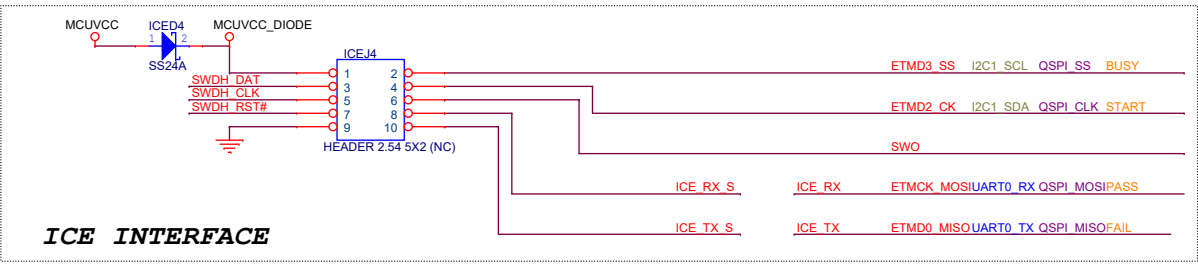 MCUVCC ICED4 MCUVCC_DIODE
1 2
SS24A
ICEJ4
1 2 ETMD3_SS I2C1_SCL QSPI_SS BUSY
SWDH_DAT 3 4
SWDH_CLK 5 6 ETMD2_CK I2C1_SDA QSPI_CLK START
SWDH_RST# 7 8
9 10
HEADER 2.54 5X2 (NC) SWO
ICE_RX_S ICE_RX ETMCK_MOSI UART0_RX QSPI_MOSI PASS
ICE_TX_S ICE_TX ETMD0_MISO UART0_TX QSPI_MISO FAIL
ICE INTERFACE